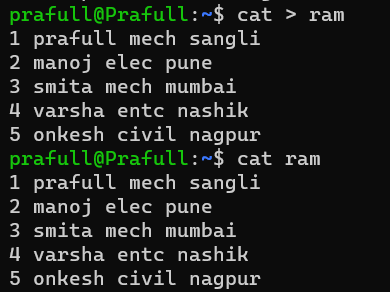 prafull@Prafull:~$ cat > ram
1 prafull mech sangli
2 manoj elec pune
3 smita mech mumbai
4 varsha entc nashik
5 onkesh civil nagpur
prafull@Prafull:~$ cat ram
1 prafull mech sangli
2 manoj elec pune
3 smita mech mumbai
4 varsha entc nashik
5 onkesh civil nagpur